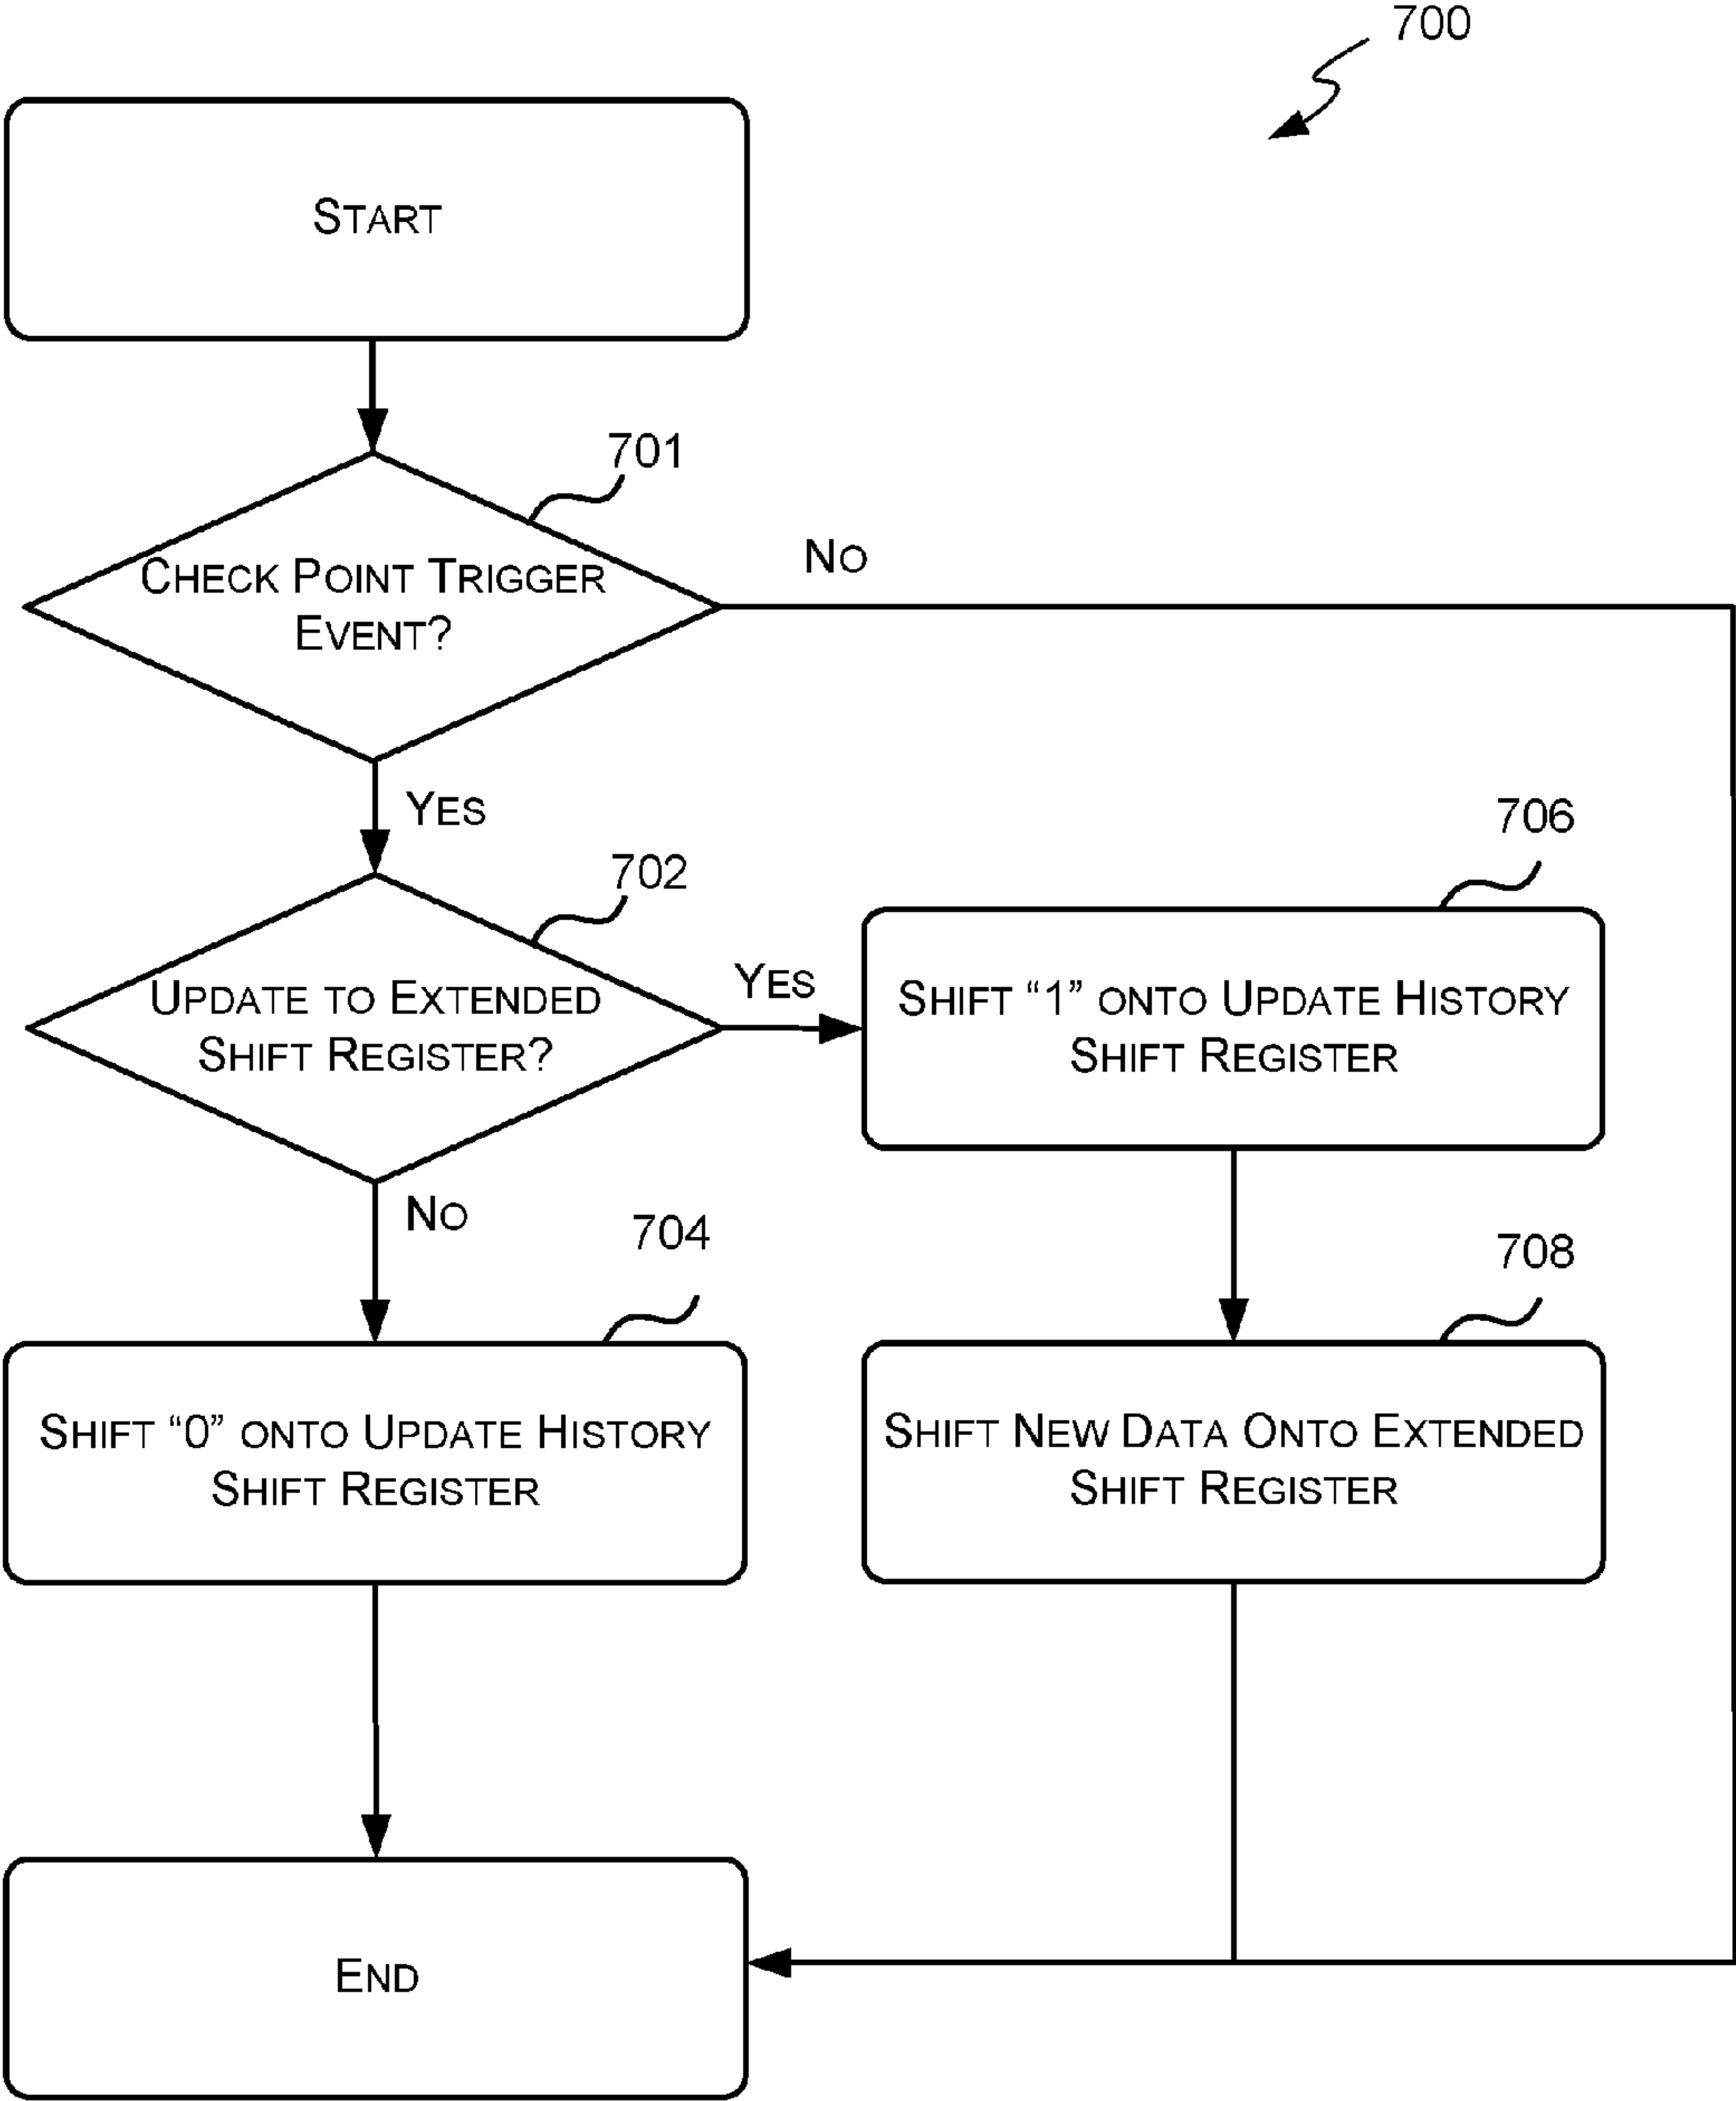 700
START
701
CHECK POINT TRIGGER
EVENT?
NO
YES
702
UPDATE TO EXTENDED
SHIFT REGISTER?
YES
706
SHIFT “1” ONTO UPDATE HISTORY
SHIFT REGISTER
NO
704
SHIFT “0” ONTO UPDATE HISTORY
SHIFT REGISTER
708
SHIFT NEW DATA ONTO EXTENDED
SHIFT REGISTER
END